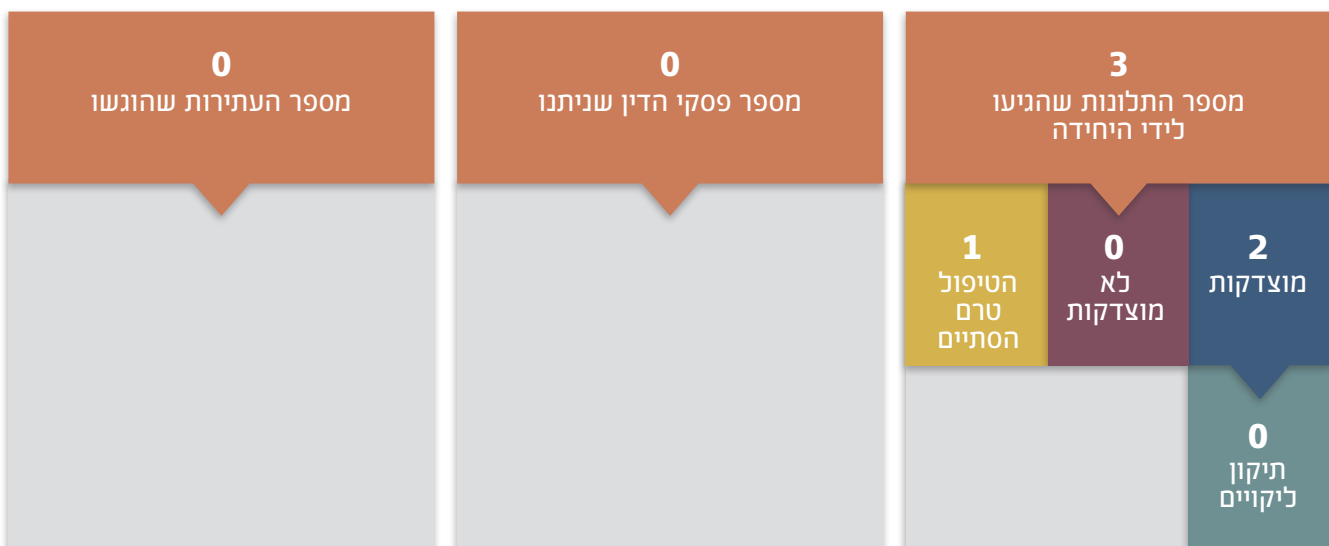 3
מספר התלונות שהגיעו
לידי היחידה
2
מוצדקות
0
לא
מוצדקות
1
הטיפול
טרם
הסתיים
0
תיקון
ליקויים
0
מספר פסקי הדין שניתנו
0
מספר העתירות שהוגשו